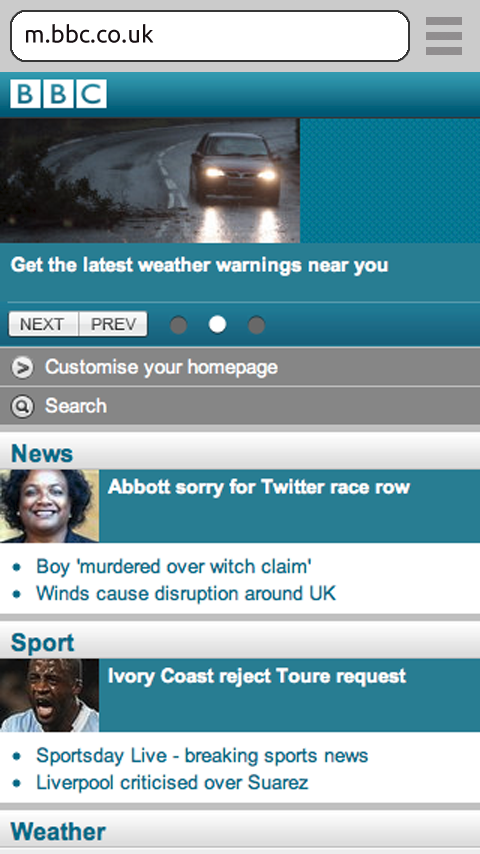 m.bbc.co.uk
BBC
Get the latest weather warnings near you
NEXT PREV
Customise your homepage
Search
News
Abbott sorry for Twitter race row
Boy 'murdered over witch claim'
Winds cause disruption around UK
Sport
Ivory Coast reject Toure request
Sportsday Live - breaking sports news
Liverpool criticised over Suarez
Weather